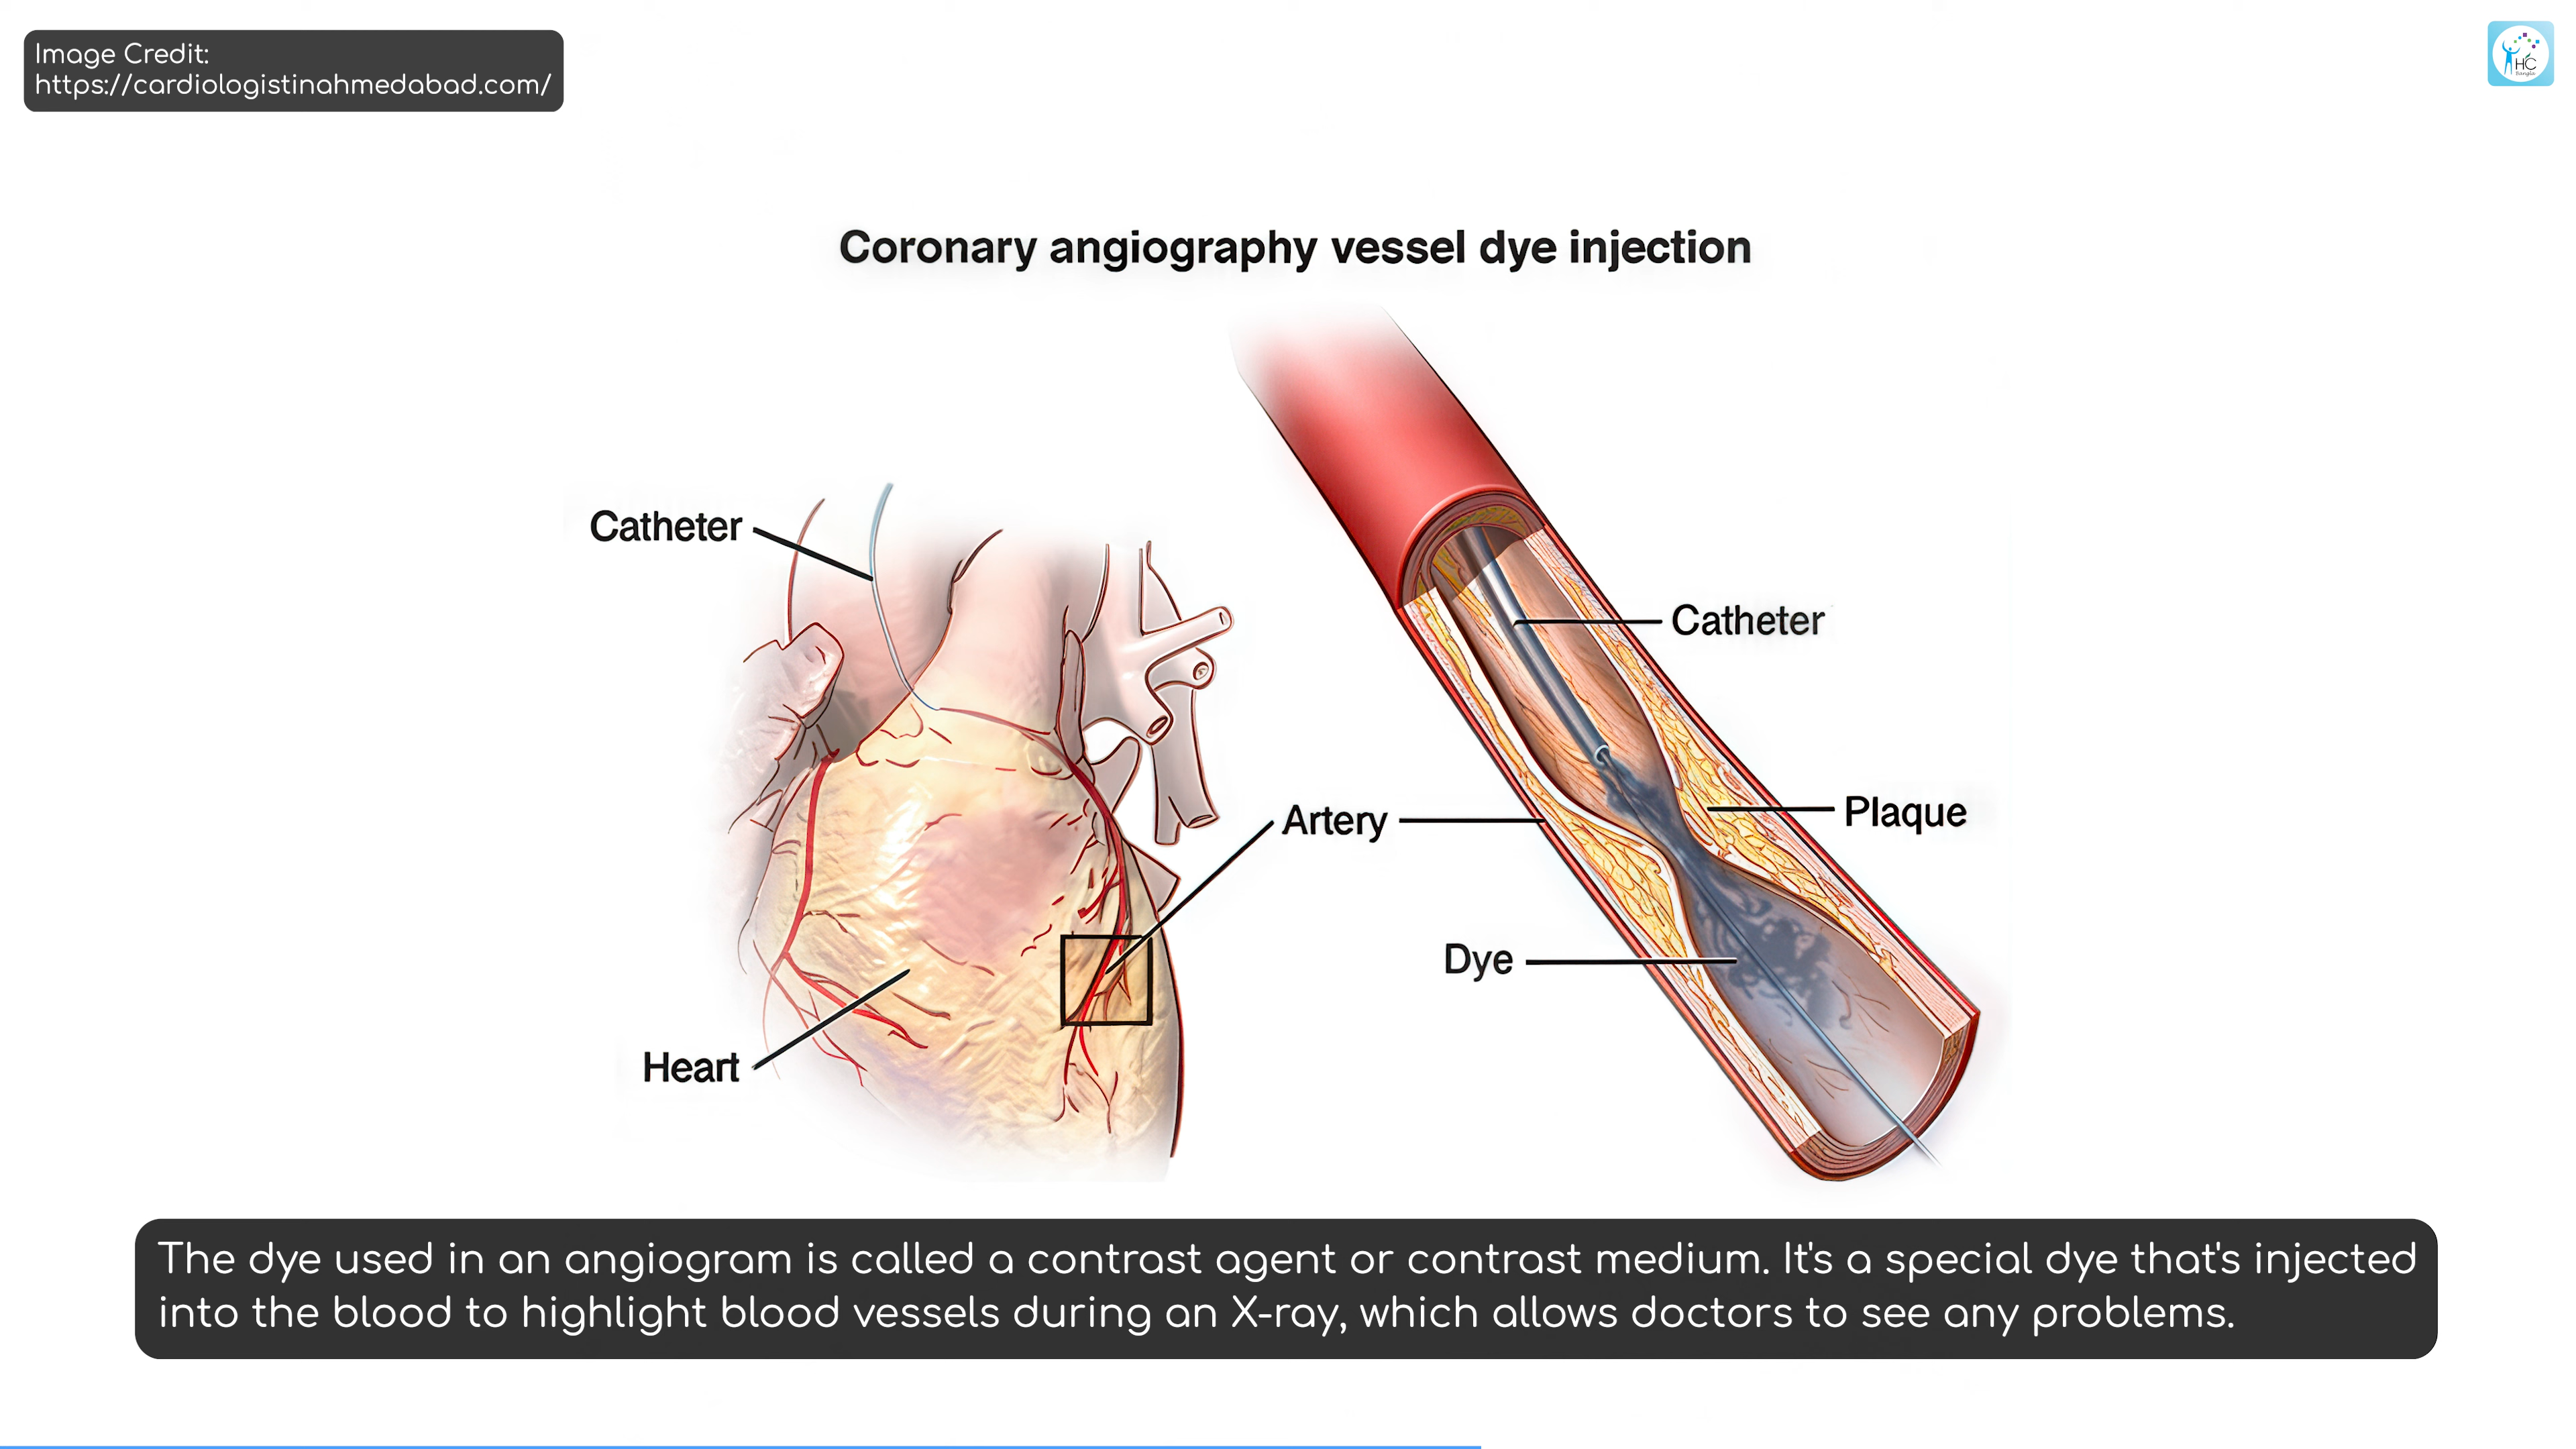 Image Credit:
https://cardiologistinahmedabad.com/
HC
Coronary angiography vessel dye injection
Catheter
Catheter
Artery
Plaque
Dye
Heart
The dye used in an angiogram is called a contrast agent or contrast medium. It's a special dye that's injected
into the blood to highlight blood vessels during an X-ray, which allows doctors to see any problems.